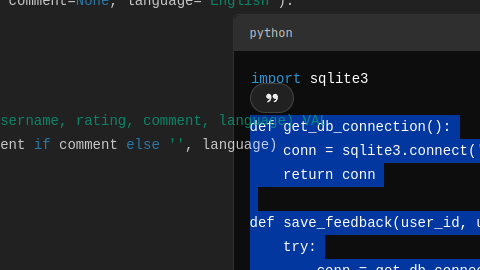 comment=None, language="English"):
python
import sqlite3
sername, rating, comment, language) VAL
def get_db_connection():
ent if comment else '', language)
conn = sqlite3.connect('
return conn
def save_feedback(user_id, u
try:
conn = get_db_connec